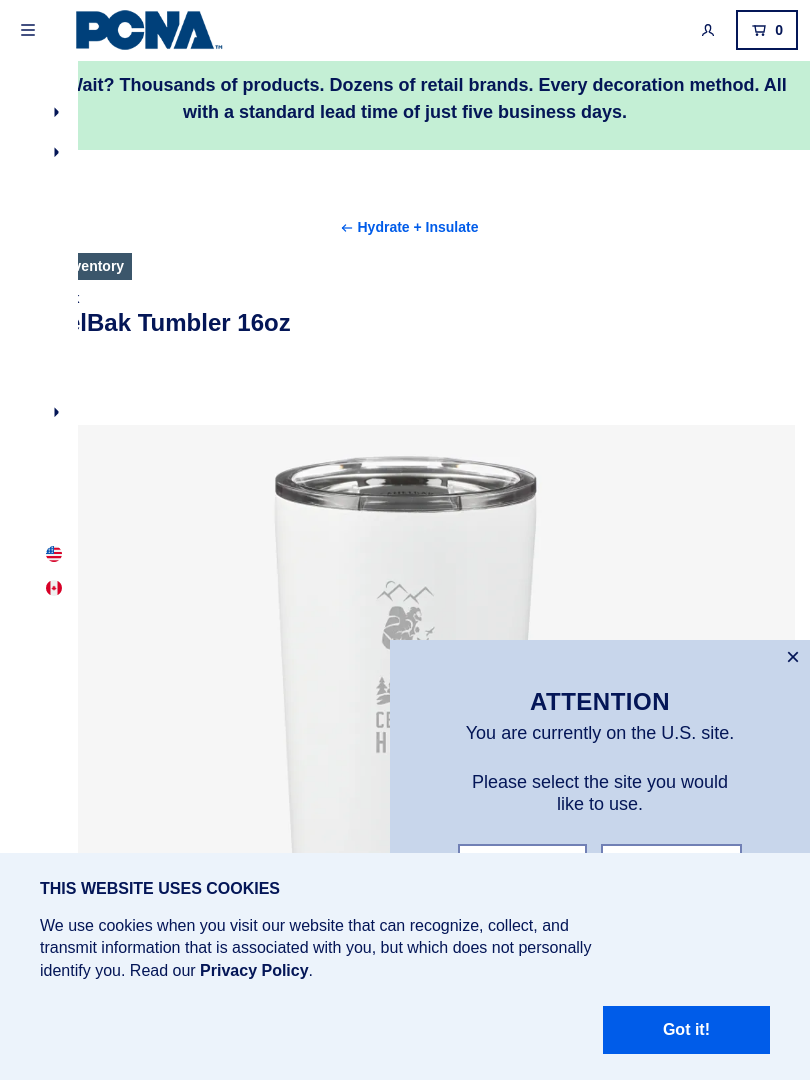 PCNA™
0
Wait? Thousands of products. Dozens of retail brands. Every decoration method. All
with a standard lead time of just five business days.
← Hydrate + Insulate
ventory
elBak Tumbler 16oz
ATTENTION
You are currently on the U.S. site.
Please select the site you would
like to use.
THIS WEBSITE USES COOKIES
We use cookies when you visit our website that can recognize, collect, and
transmit information that is associated with you, but which does not personally
identify you. Read our Privacy Policy.
Got it!